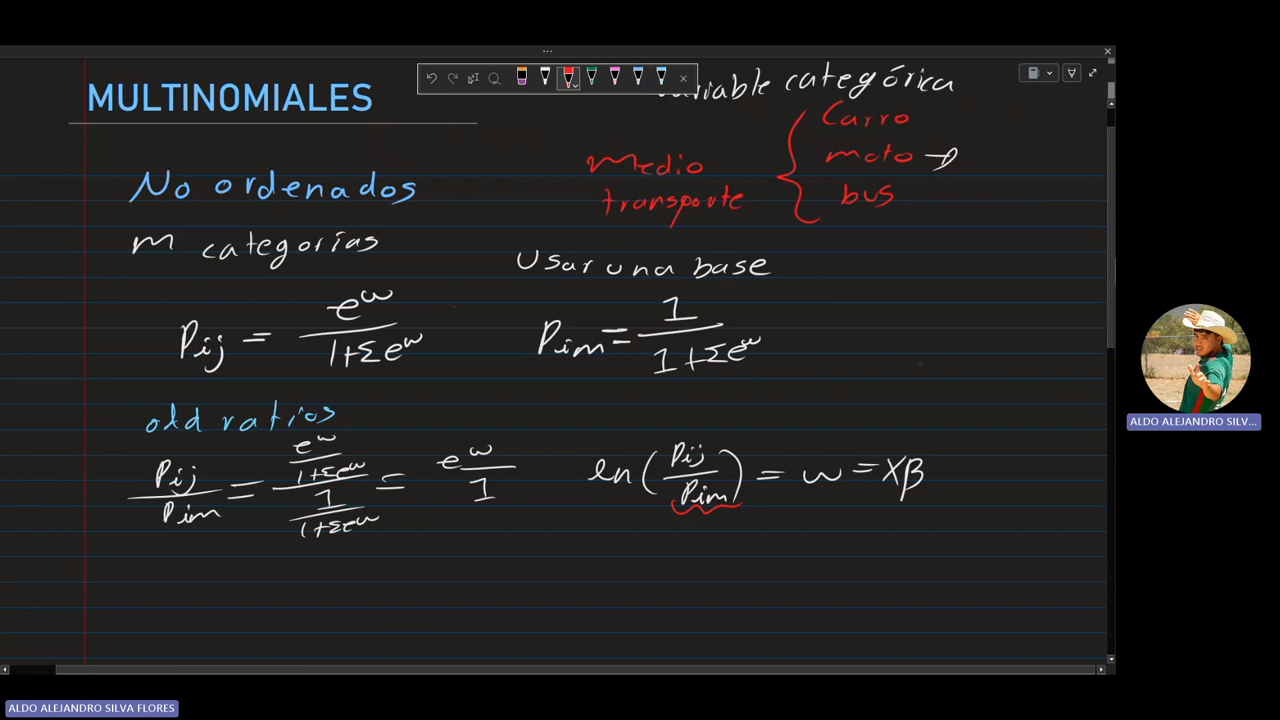 variable categórica
MULTINOMIALES
Carro
moto
bus
Medio
transporte
No ordenados
m categorias
Usar una base
Pij = e^w / 1+Σe^w
Pim = 1 / 1+Σe^w
old ratios
Pij / Pim = (e^w / 1+Σe^w) / (1 / 1+Σe^w) = e^w / 1
ln(Pij / Pim) = w = Xβ
ALDO ALEJANDRO SILV...
ALDO ALEJANDRO SILVA FLORES